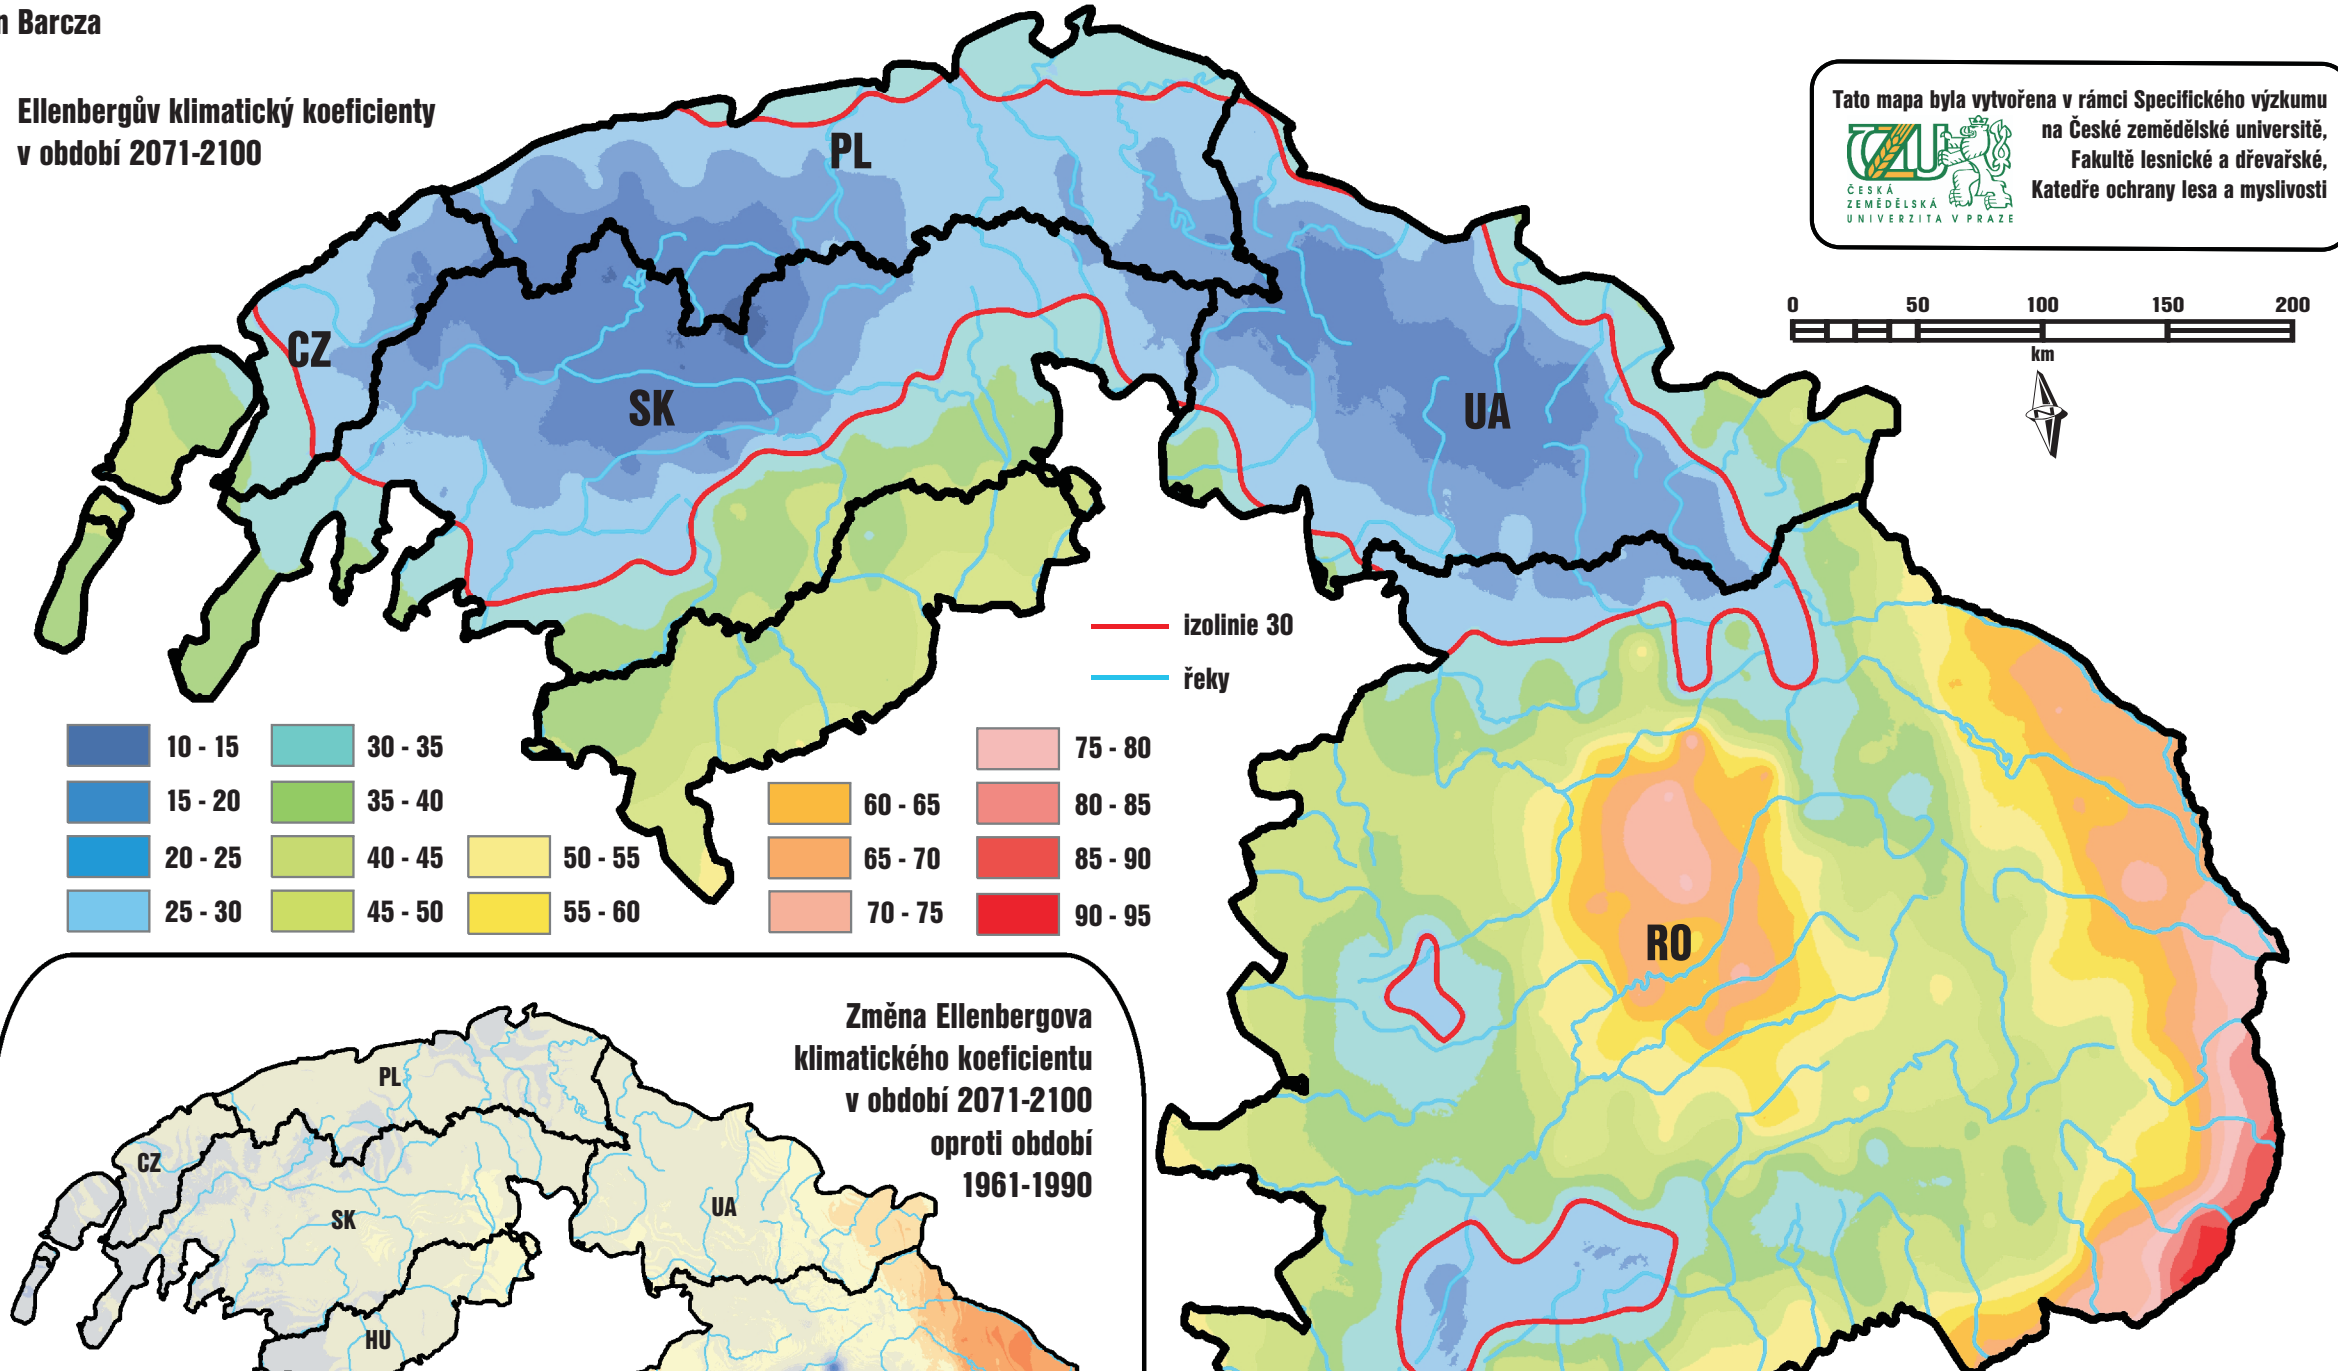 Barcza
Ellenbergův klimatický koeficienty
v období 2071-2100
Tato mapa byla vytvořena v rámci Specifického výzkumu
na České zemědělské universitě,
Fakultě lesnické a dřevařské,
Katedře ochrany lesa a myslivosti
ČZU
ČESKÁ
ZEMĚDĚLSKÁ
UNIVERZITA V PRAZE
0 50 100 150 200
km
N
PL
CZ
SK
UA
RO
izolinie 30
řeky
10 - 15
15 - 20
20 - 25
25 - 30
30 - 35
35 - 40
40 - 45
45 - 50
50 - 55
55 - 60
60 - 65
65 - 70
70 - 75
75 - 80
80 - 85
85 - 90
90 - 95
Změna Ellenbergova
klimatického koeficientu
v období 2071-2100
oproti období
1961-1990
PL
CZ
SK
UA
HU